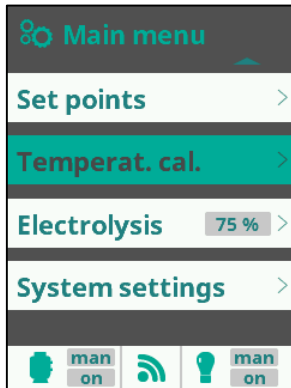 Main menu
Set points
Temperat. cal.
Electrolysis 75 %
System settings
man man
on on